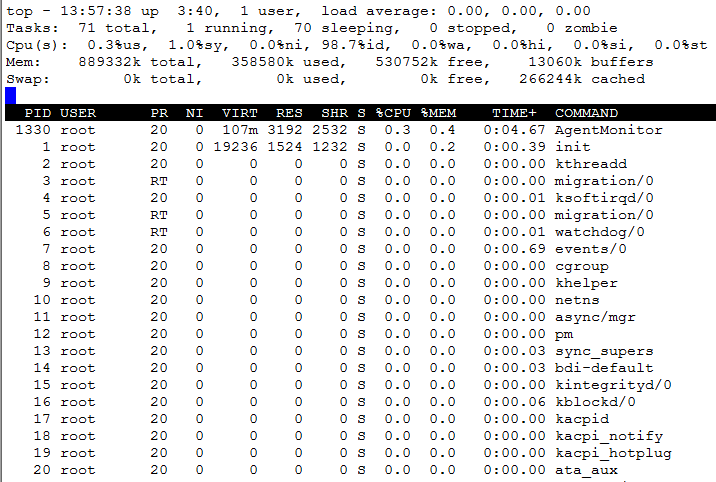 top - 13:57:38 up  3:40,  1 user,  load average: 0.00, 0.00, 0.00
Tasks:  71 total,   1 running,  70 sleeping,   0 stopped,   0 zombie
Cpu(s):  0.3%us,  1.0%sy,  0.0%ni, 98.7%id,  0.0%wa,  0.0%hi,  0.0%si,  0.0%st
Mem:    889332k total,   358580k used,   530752k free,    13060k buffers
Swap:        0k total,        0k used,        0k free,   266244k cached
  PID USER      PR  NI  VIRT  RES  SHR S %CPU %MEM    TIME+  COMMAND
 1330 root      20   0  107m 3192 2532 S  0.3  0.4   0:04.67 AgentMonitor
    1 root      20   0 19236 1524 1232 S  0.0  0.2   0:00.39 init
    2 root      20   0     0    0    0 S  0.0  0.0   0:00.00 kthreadd
    3 root      RT   0     0    0    0 S  0.0  0.0   0:00.00 migration/0
    4 root      20   0     0    0    0 S  0.0  0.0   0:00.01 ksoftirqd/0
    5 root      RT   0     0    0    0 S  0.0  0.0   0:00.00 migration/0
    6 root      RT   0     0    0    0 S  0.0  0.0   0:00.01 watchdog/0
    7 root      20   0     0    0    0 S  0.0  0.0   0:00.69 events/0
    8 root      20   0     0    0    0 S  0.0  0.0   0:00.00 cgroup
    9 root      20   0     0    0    0 S  0.0  0.0   0:00.00 khelper
   10 root      20   0     0    0    0 S  0.0  0.0   0:00.00 netns
   11 root      20   0     0    0    0 S  0.0  0.0   0:00.00 async/mgr
   12 root      20   0     0    0    0 S  0.0  0.0   0:00.00 pm
   13 root      20   0     0    0    0 S  0.0  0.0   0:00.03 sync_supers
   14 root      20   0     0    0    0 S  0.0  0.0   0:00.03 bdi-default
   15 root      20   0     0    0    0 S  0.0  0.0   0:00.00 kintegrityd/0
   16 root      20   0     0    0    0 S  0.0  0.0   0:00.06 kblockd/0
   17 root      20   0     0    0    0 S  0.0  0.0   0:00.00 kacpid
   18 root      20   0     0    0    0 S  0.0  0.0   0:00.00 kacpi_notify
   19 root      20   0     0    0    0 S  0.0  0.0   0:00.00 kacpi_hotplug
   20 root      20   0     0    0    0 S  0.0  0.0   0:00.00 ata_aux